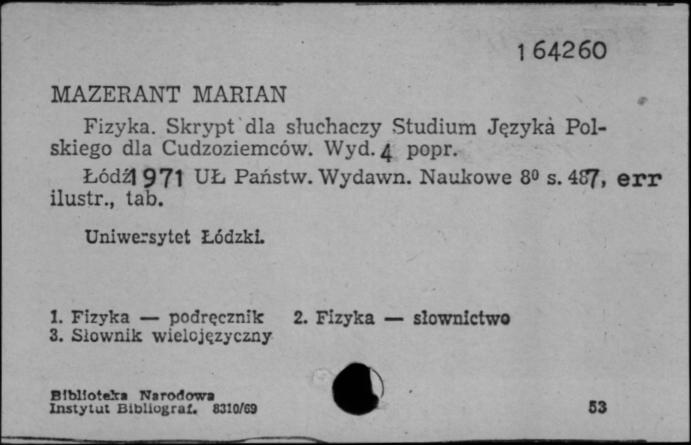 164260
MAZERANT MARIAN
Fizyka. Skrypt dla słuchaczy Studium Języka Pol-
skiego dla Cudzoziemców. Wyd. 4 popr.
Łódź 1971 UŁ Państw. Wydawn. Naukowe 8⁰ s. 487, err
ilustr., tab.
Uniwersytet Łódzki.
1. Fizyka — podręcznik 2. Fizyka — słownictwo
3. Słownik wielojęzyczny
Biblioteka Narodowa
Instytut Bibliograf. 8310/69 53